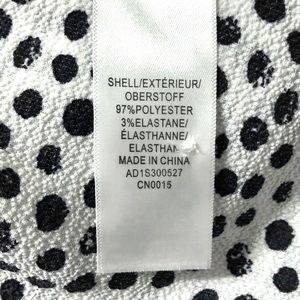 SHELL/EXTÉRIEUR/
OBERSTOFF
97%POLYESTER
3%ELASTANE/
ÉLASTHANNE/
ELASTHAN
MADE IN CHINA
AD1S300527
CN0015